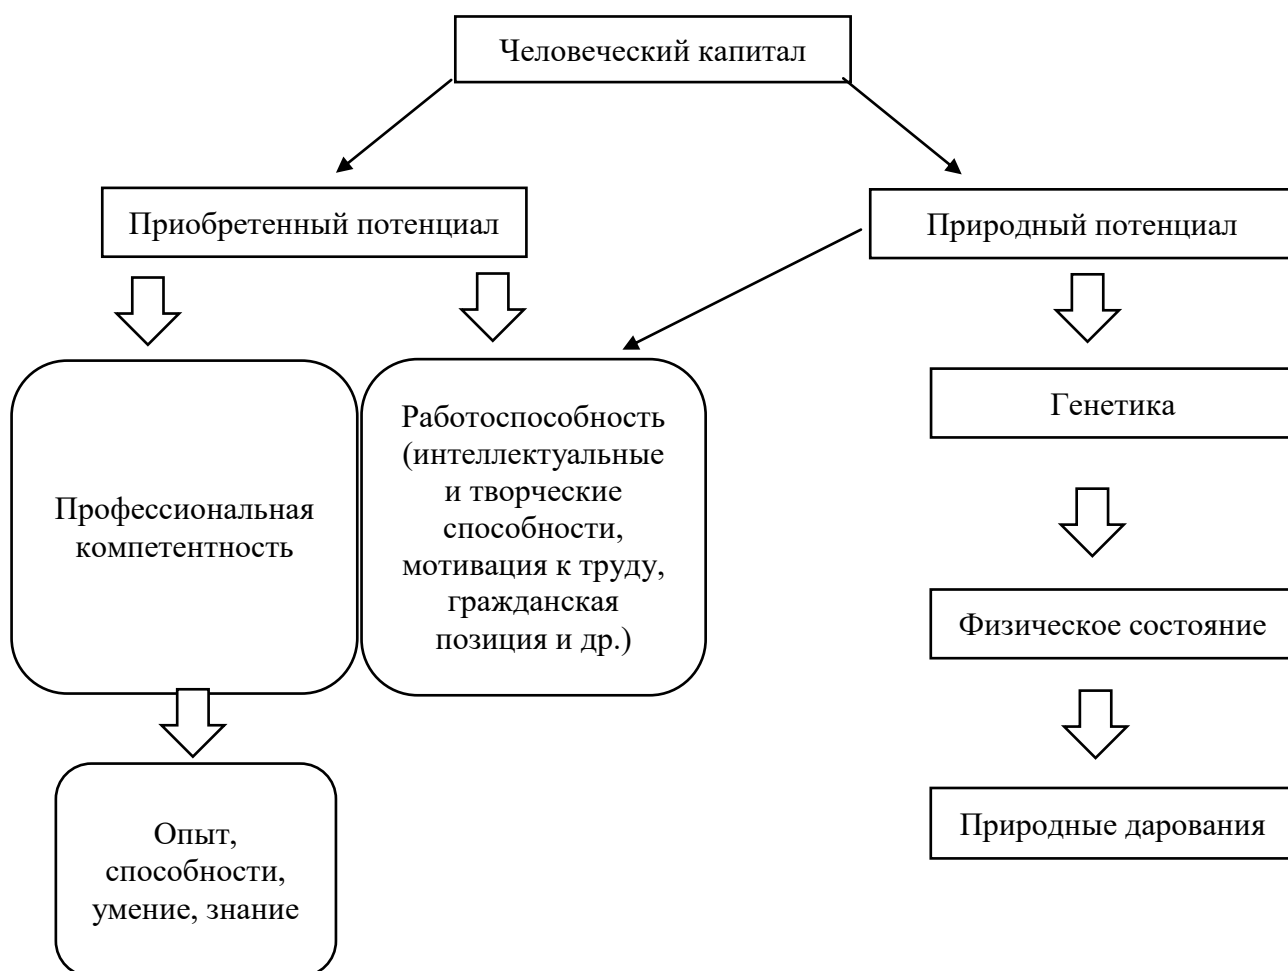 Человеческий капитал
Приобретенный потенциал
Природный потенциал
Профессиональная
компетентность
Работоспособность
(интеллектуальные
и творческие
способности,
мотивация к труду,
гражданская
позиция и др.)
Генетика
Физическое состояние
Природные дарования
Опыт,
способности,
умение, знание